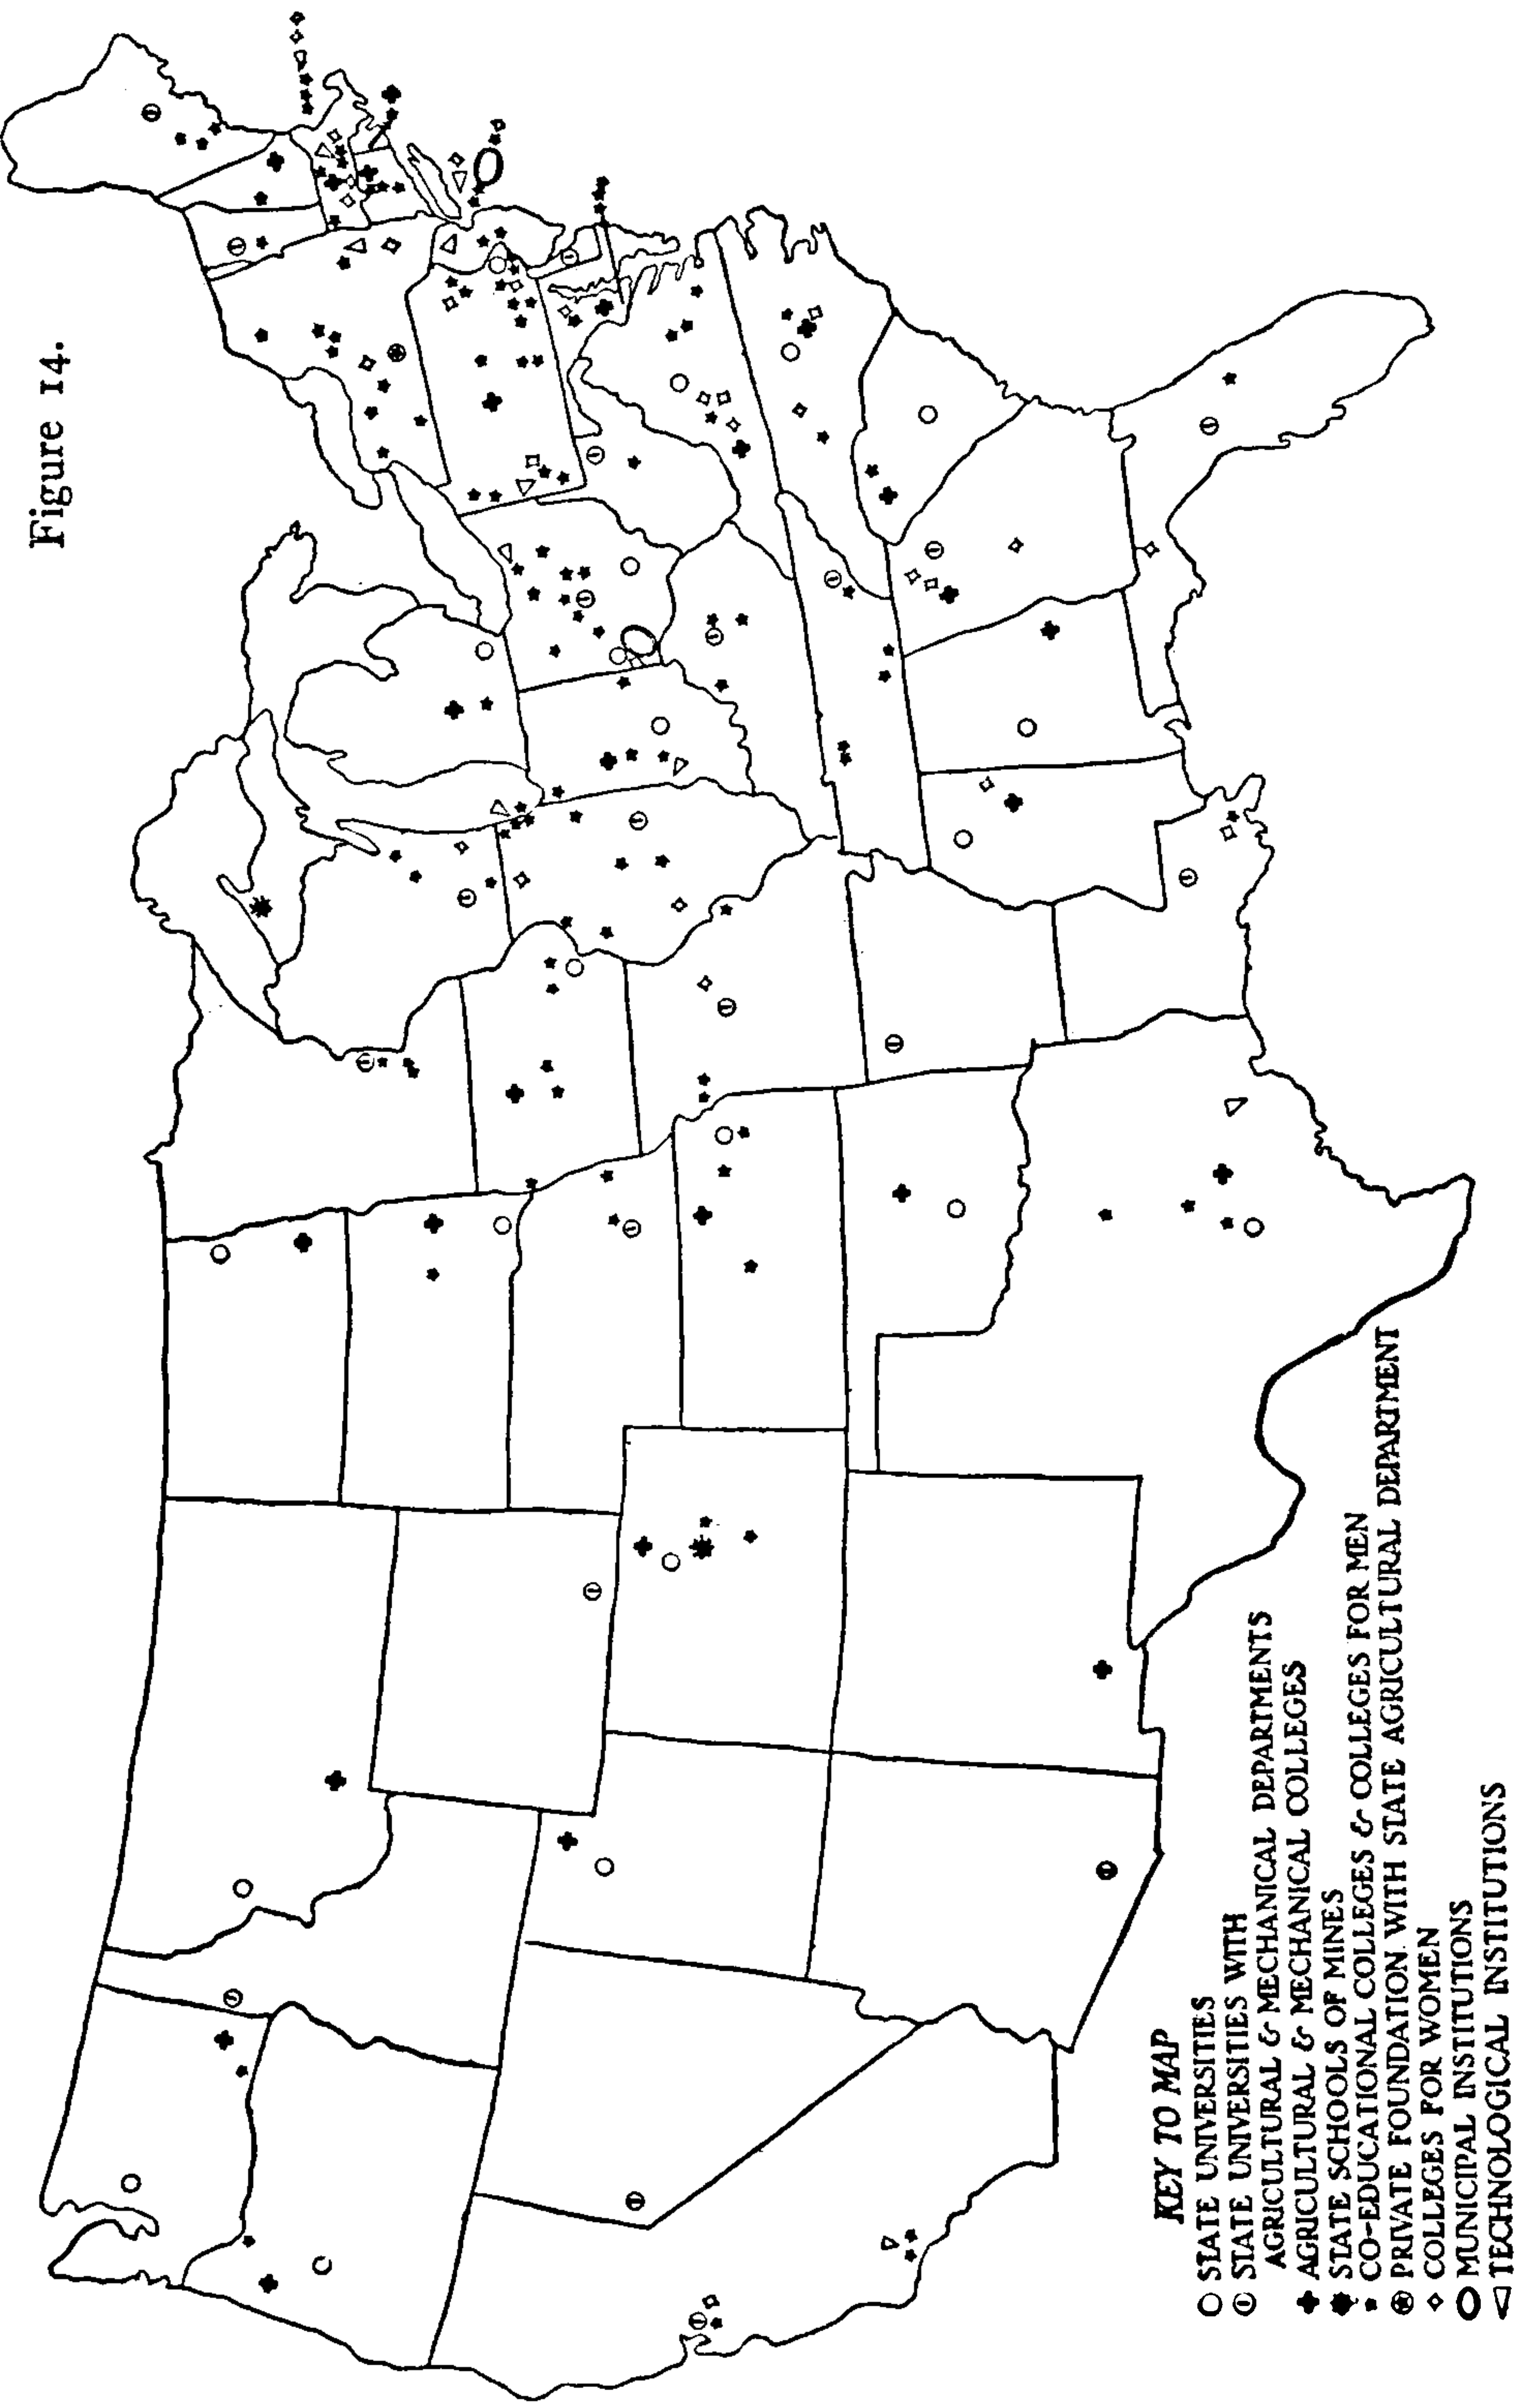 Figure 14.
KEY TO MAP
STATE UNIVERSITIES
STATE UNIVERSITIES WITH
AGRICULTURAL & MECHANICAL DEPARTMENTS
AGRICULTURAL & MECHANICAL COLLEGES
STATE SCHOOLS OF MINES
CO-EDUCATIONAL COLLEGES & COLLEGES FOR MEN
PRIVATE FOUNDATION WITH STATE AGRICULTURAL DEPARTMENT
COLLEGES FOR WOMEN
MUNICIPAL INSTITUTIONS
TECHNOLOGICAL INSTITUTIONS